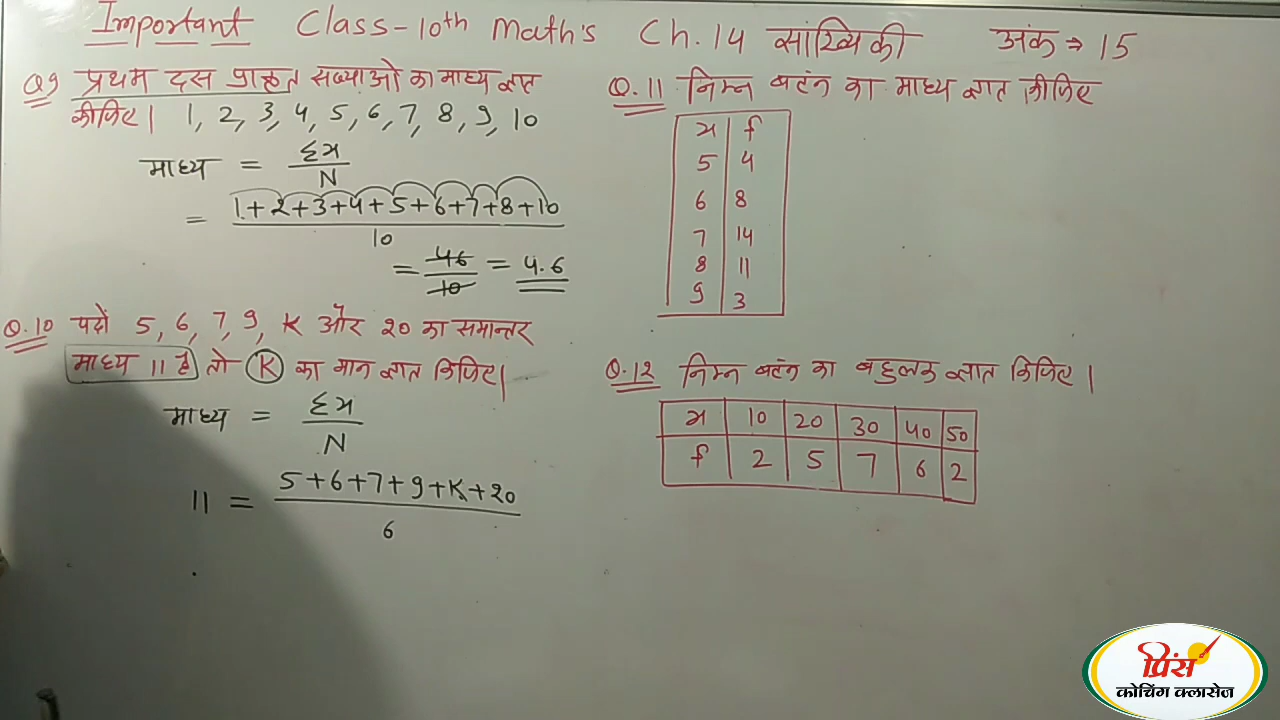 Important Class-10th Math's Ch.14 सांख्यिकी अंक ⇒ 15
Q9 प्रथम दस प्राकृत संख्याओ का माध्य ज्ञात
कीजिए। 1, 2, 3, 4, 5, 6, 7, 8, 9, 10
माध्य = Σx/N
= 1+2+3+4+5+6+7+8+10/10
= 46/10 = 4.6
Q.10 पदों 5, 6, 7, 9, K और 20 का समान्तर
माध्य 11 है तो K का मान ज्ञात किजिए।
माध्य = Σx/N
11 = 5+6+7+9+K+20/6
Q.11 निम्न बटंन का माध्य ज्ञात कीजिए
x f
5 4
6 8
7 14
8 11
9 3
Q.12 निम्न बटंन का बहुलक ज्ञात किजिए।
x 10 20 30 40 50
f 2 5 7 6 2
प्रिंस
कोचिंग क्लासेज